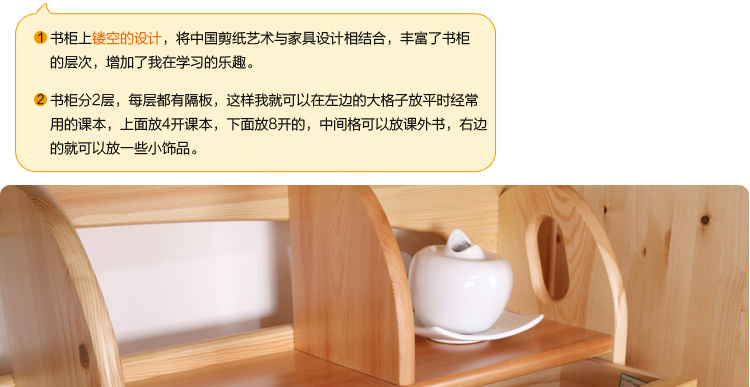 1 书柜上镂空的设计，将中国剪纸艺术与家具设计相结合，丰富了书柜
的层次，增加了我在学习的乐趣。
2 书柜分2层，每层都有隔板，这样我就可以在左边的大格子放平时经常
用的课本，上面放4开课本，下面放8开的，中间格可以放课外书，右边
的就可以放一些小饰品。